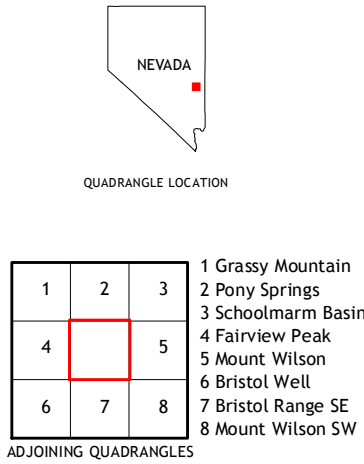 NEVADA
QUADRANGLE LOCATION
1 2 3
4 5
6 7 8
1 Grassy Mountain
2 Pony Springs
3 Schoolmarm Basin
4 Fairview Peak
5 Mount Wilson
6 Bristol Well
7 Bristol Range SE
8 Mount Wilson SW
ADJOINING QUADRANGLES